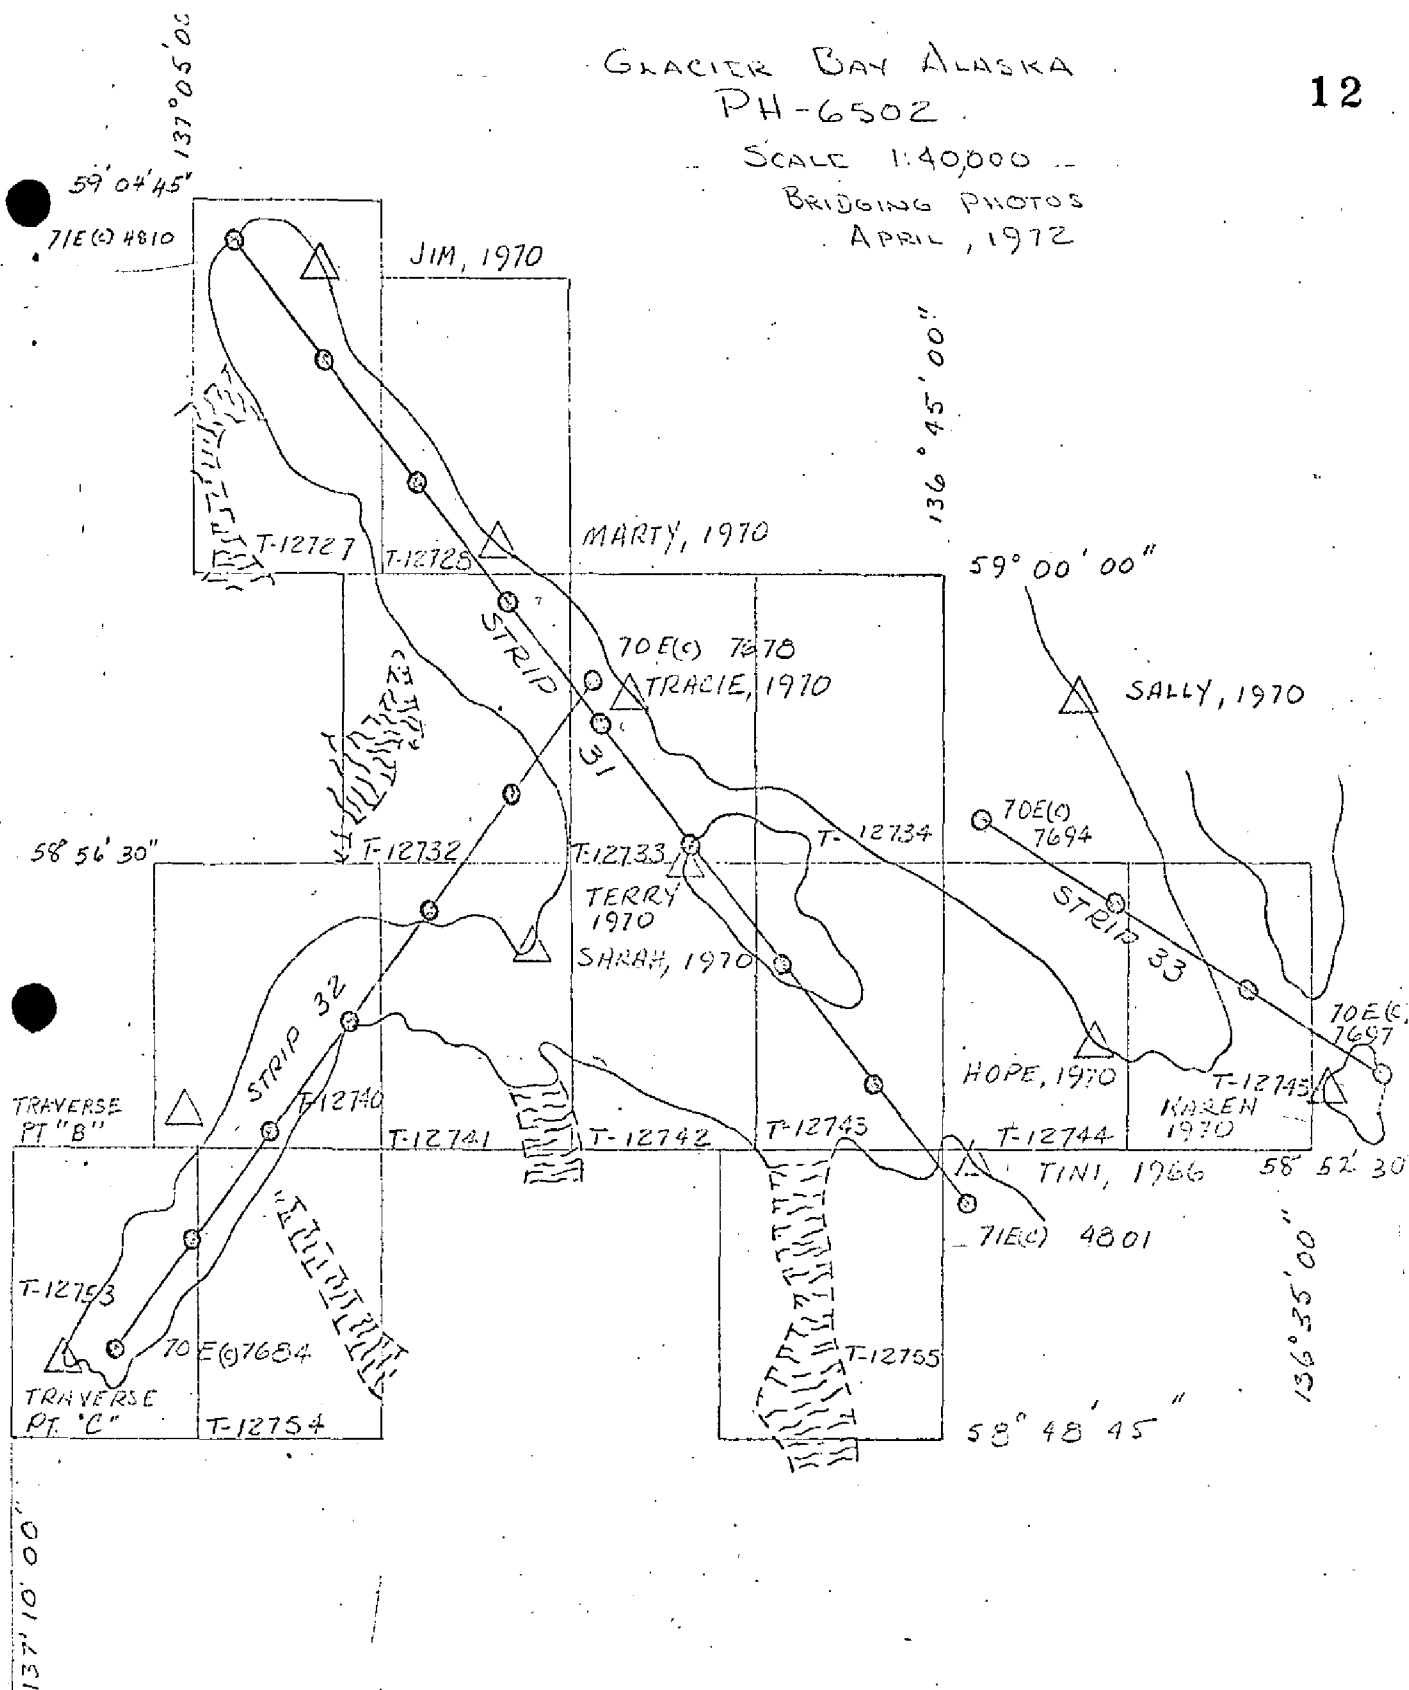 GLACIER BAY ALASKA
PH-6502
SCALE 1:40,000
BRIDGING PHOTOS
APRIL, 1972
12
137°05'00
59°04'45"
71E(C) 4810
JIM, 1970
136°45'00"
T-12727
T-12728
MARTY, 1970
59°00'00"
STRIP 31
70E(C) 7678
TRACIE, 1970
SALLY, 1970
70E(C)
7694
58 56'30"
T-12732
T-12733
T-12734
TERRY
1970
SARAH, 1970
STRIP 33
STRIP 32
70E(C)
7697
HOPE, 1970
T-12745
KAREN
1970
TRAVERSE
PT "B"
T-12740
T-12741
T-12742
T-12743
T-12744
TINI, 1966
58° 52' 30
71E(C) 4801
T-12753
70E(C)7684
T-12755
136°35'00"
TRAVERSE
PT. "C"
T-12754
58° 48' 45"
137°10'00"